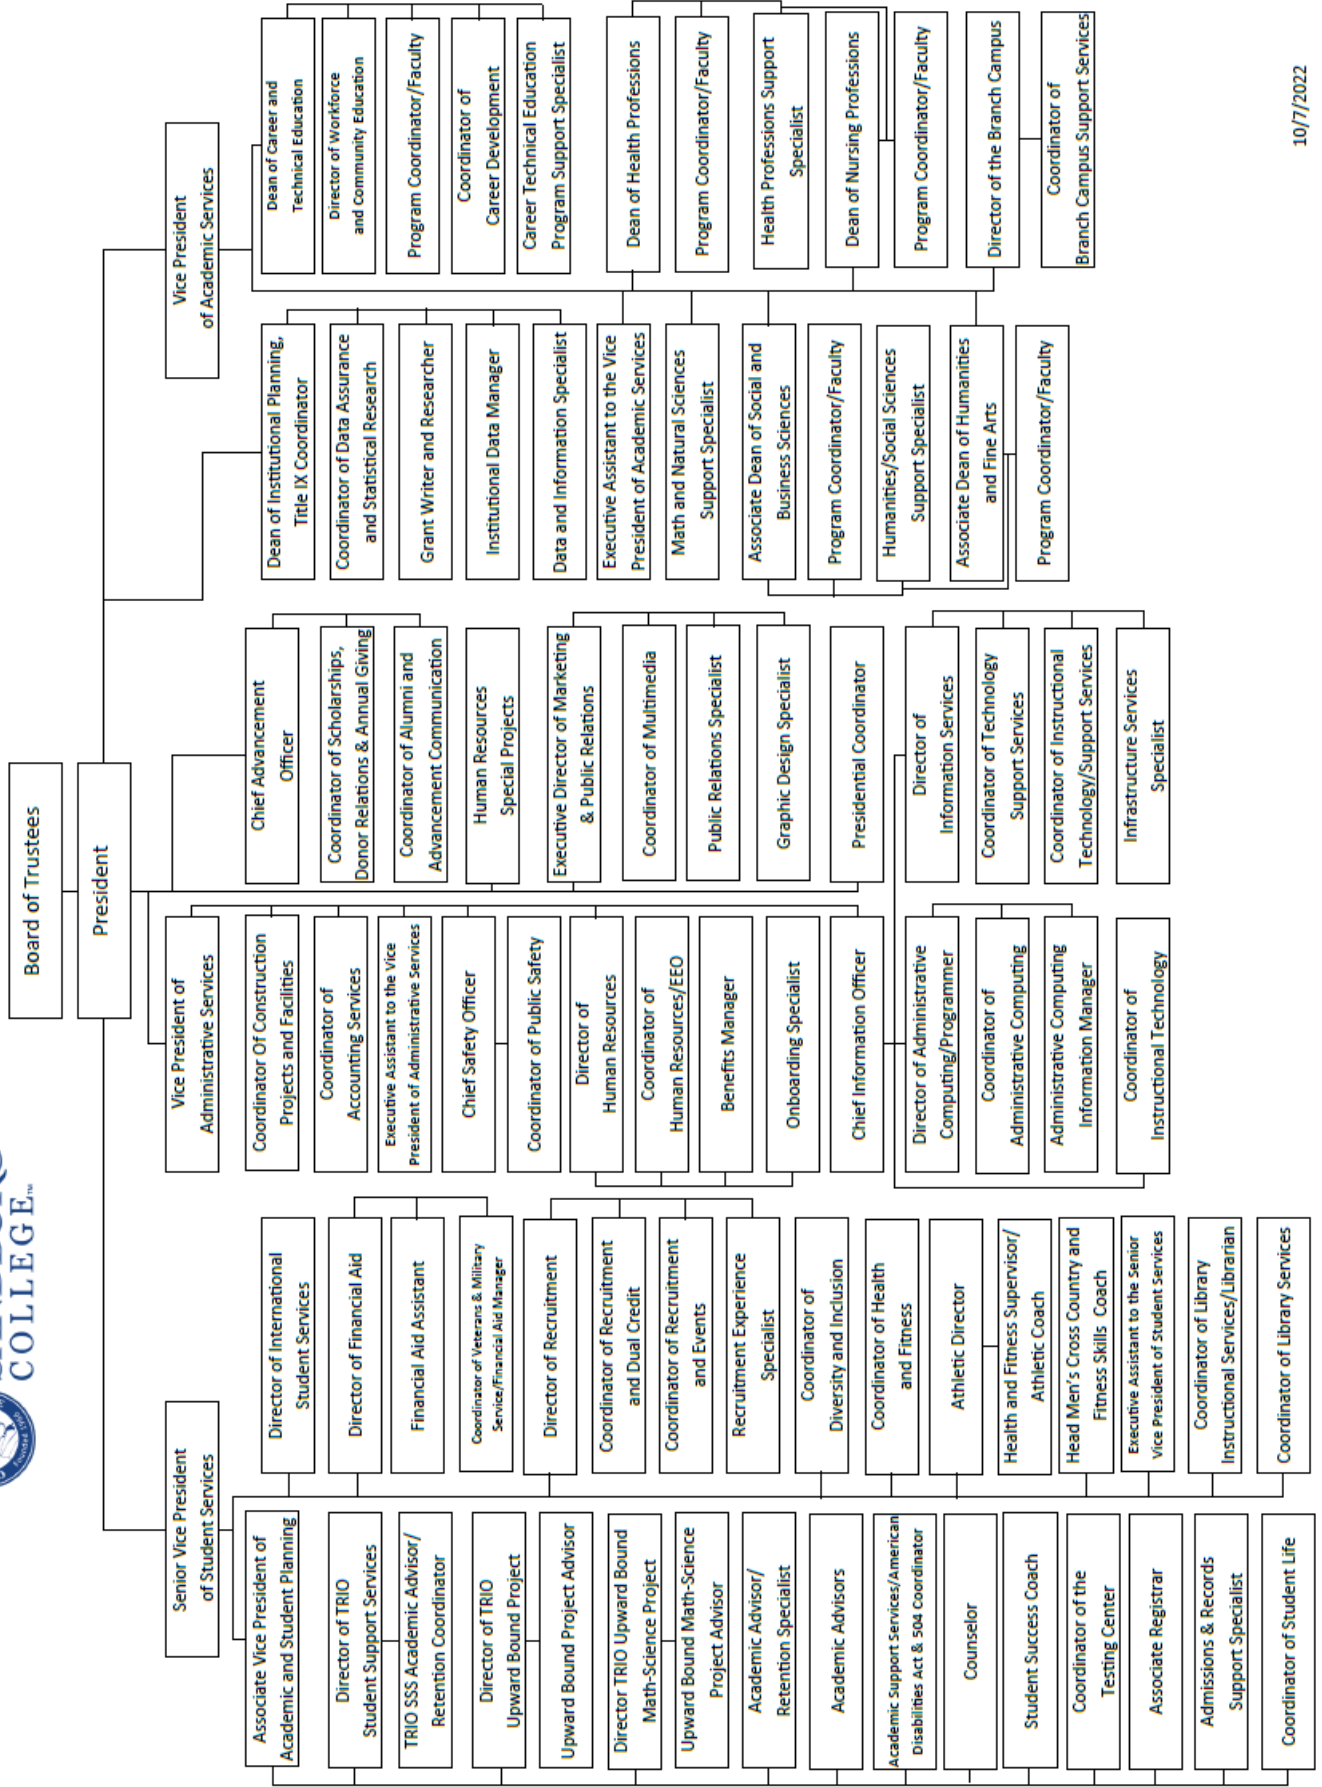 COLLEGE
Founded 1966
Board of Trustees
President
Senior Vice President
of Student Services
Vice President of
Administrative Services
Vice President
of Academic Services
Associate Vice President of
Academic and Student Planning
Director of TRIO
Student Support Services
TRIO SSS Academic Advisor/
Retention Coordinator
Director of TRIO
Upward Bound Project
Upward Bound Project Advisor
Director TRIO Upward Bound
Math-Science Project
Upward Bound Math-Science
Project Advisor
Academic Advisor/
Retention Specialist
Academic Advisors
Academic Support Services/American
Disabilities Act & 504 Coordinator
Counselor
Student Success Coach
Coordinator of the
Testing Center
Associate Registrar
Admissions & Records
Support Specialist
Coordinator of Student Life
Director of International
Student Services
Director of Financial Aid
Financial Aid Assistant
Coordinator of Veterans & Military
Service/Financial Aid Manager
Director of Recruitment
Coordinator of Recruitment
and Dual Credit
Coordinator of Recruitment
and Events
Recruitment Experience
Specialist
Coordinator of
Diversity and Inclusion
Coordinator of Health
and Fitness
Athletic Director
Health and Fitness Supervisor/
Athletic Coach
Head Men's Cross Country and
Fitness Skills Coach
Executive Assistant to the Senior
Vice President of Student Services
Coordinator of Library
Instructional Services/Librarian
Coordinator of Library Services
Coordinator Of Construction
Projects and Facilities
Coordinator of
Accounting Services
Executive Assistant to the Vice
President of Administrative Services
Chief Safety Officer
Coordinator of Public Safety
Director of
Human Resources
Coordinator of
Human Resources/EEO
Benefits Manager
Onboarding Specialist
Chief Information Officer
Director of Administrative
Computing/Programmer
Coordinator of
Administrative Computing
Administrative Computing
Information Manager
Coordinator of
Instructional Technology
Chief Advancement
Officer
Coordinator of Scholarships,
Donor Relations & Annual Giving
Coordinator of Alumni and
Advancement Communication
Human Resources
Special Projects
Executive Director of Marketing
& Public Relations
Coordinator of Multimedia
Public Relations Specialist
Graphic Design Specialist
Presidential Coordinator
Director of
Information Services
Coordinator of Technology
Support Services
Coordinator of Instructional
Technology/Support Services
Infrastructure Services
Specialist
Dean of Institutional Planning,
Title IX Coordinator
Coordinator of Data Assurance
and Statistical Research
Grant Writer and Researcher
Institutional Data Manager
Data and Information Specialist
Executive Assistant to the Vice
President of Academic Services
Math and Natural Sciences
Support Specialist
Associate Dean of Social and
Business Sciences
Program Coordinator/Faculty
Humanities/Social Sciences
Support Specialist
Associate Dean of Humanities
and Fine Arts
Program Coordinator/Faculty
Dean of Career and
Technical Education
Director of Workforce
and Community Education
Program Coordinator/Faculty
Coordinator of
Career Development
Career Technical Education
Program Support Specialist
Dean of Health Professions
Program Coordinator/Faculty
Health Professions Support
Specialist
Dean of Nursing Professions
Program Coordinator/Faculty
Director of the Branch Campus
Coordinator of
Branch Campus Support Services
10/7/2022